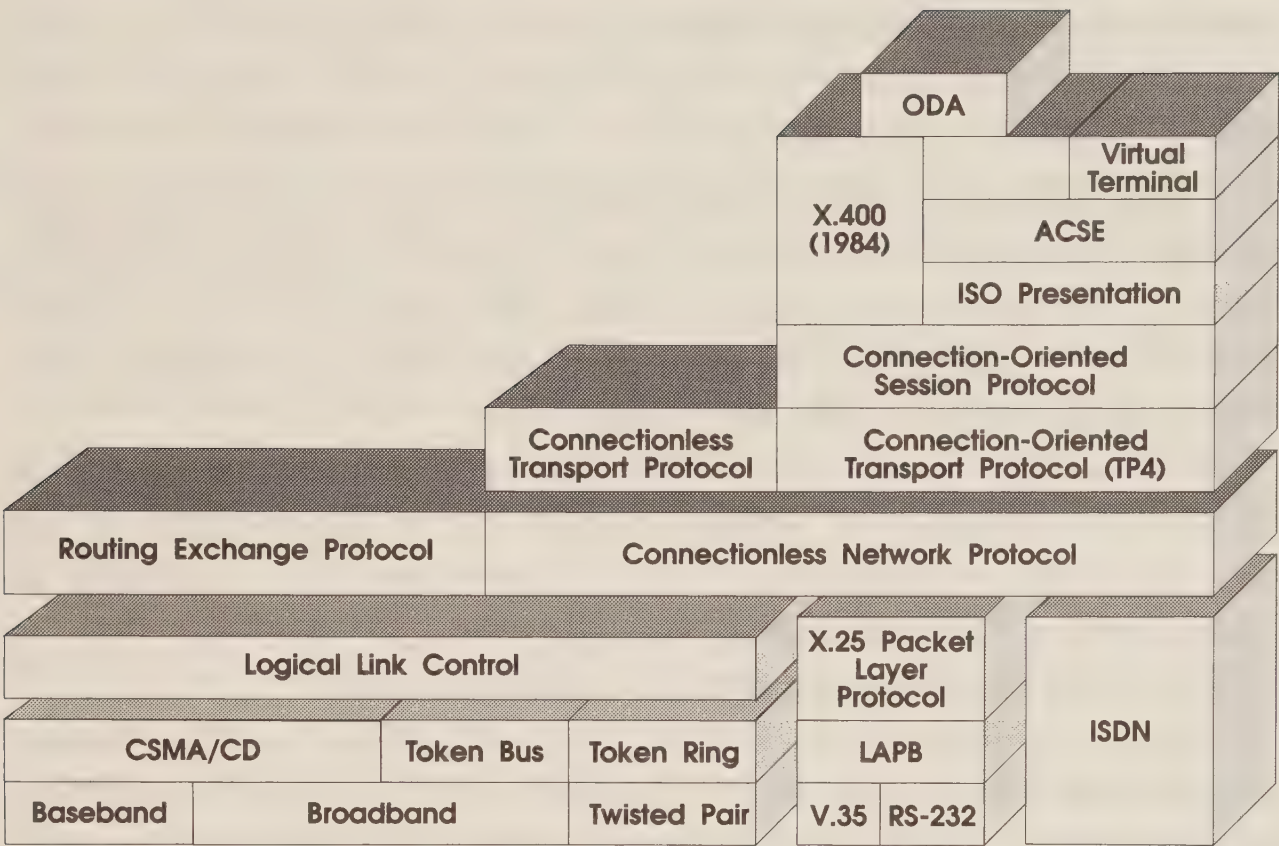 ODA
Virtual
Terminal
X.400
(1984)
ACSE
ISO Presentation
Connection-Oriented
Session Protocol
Connectionless
Transport Protocol
Connection-Oriented
Transport Protocol (TP4)
Routing Exchange Protocol
Connectionless Network Protocol
Logical Link Control
X.25 Packet
Layer
Protocol
ISDN
CSMA/CD
Token Bus
Token Ring
LAPB
Baseband
Broadband
Twisted Pair
V.35
RS-232